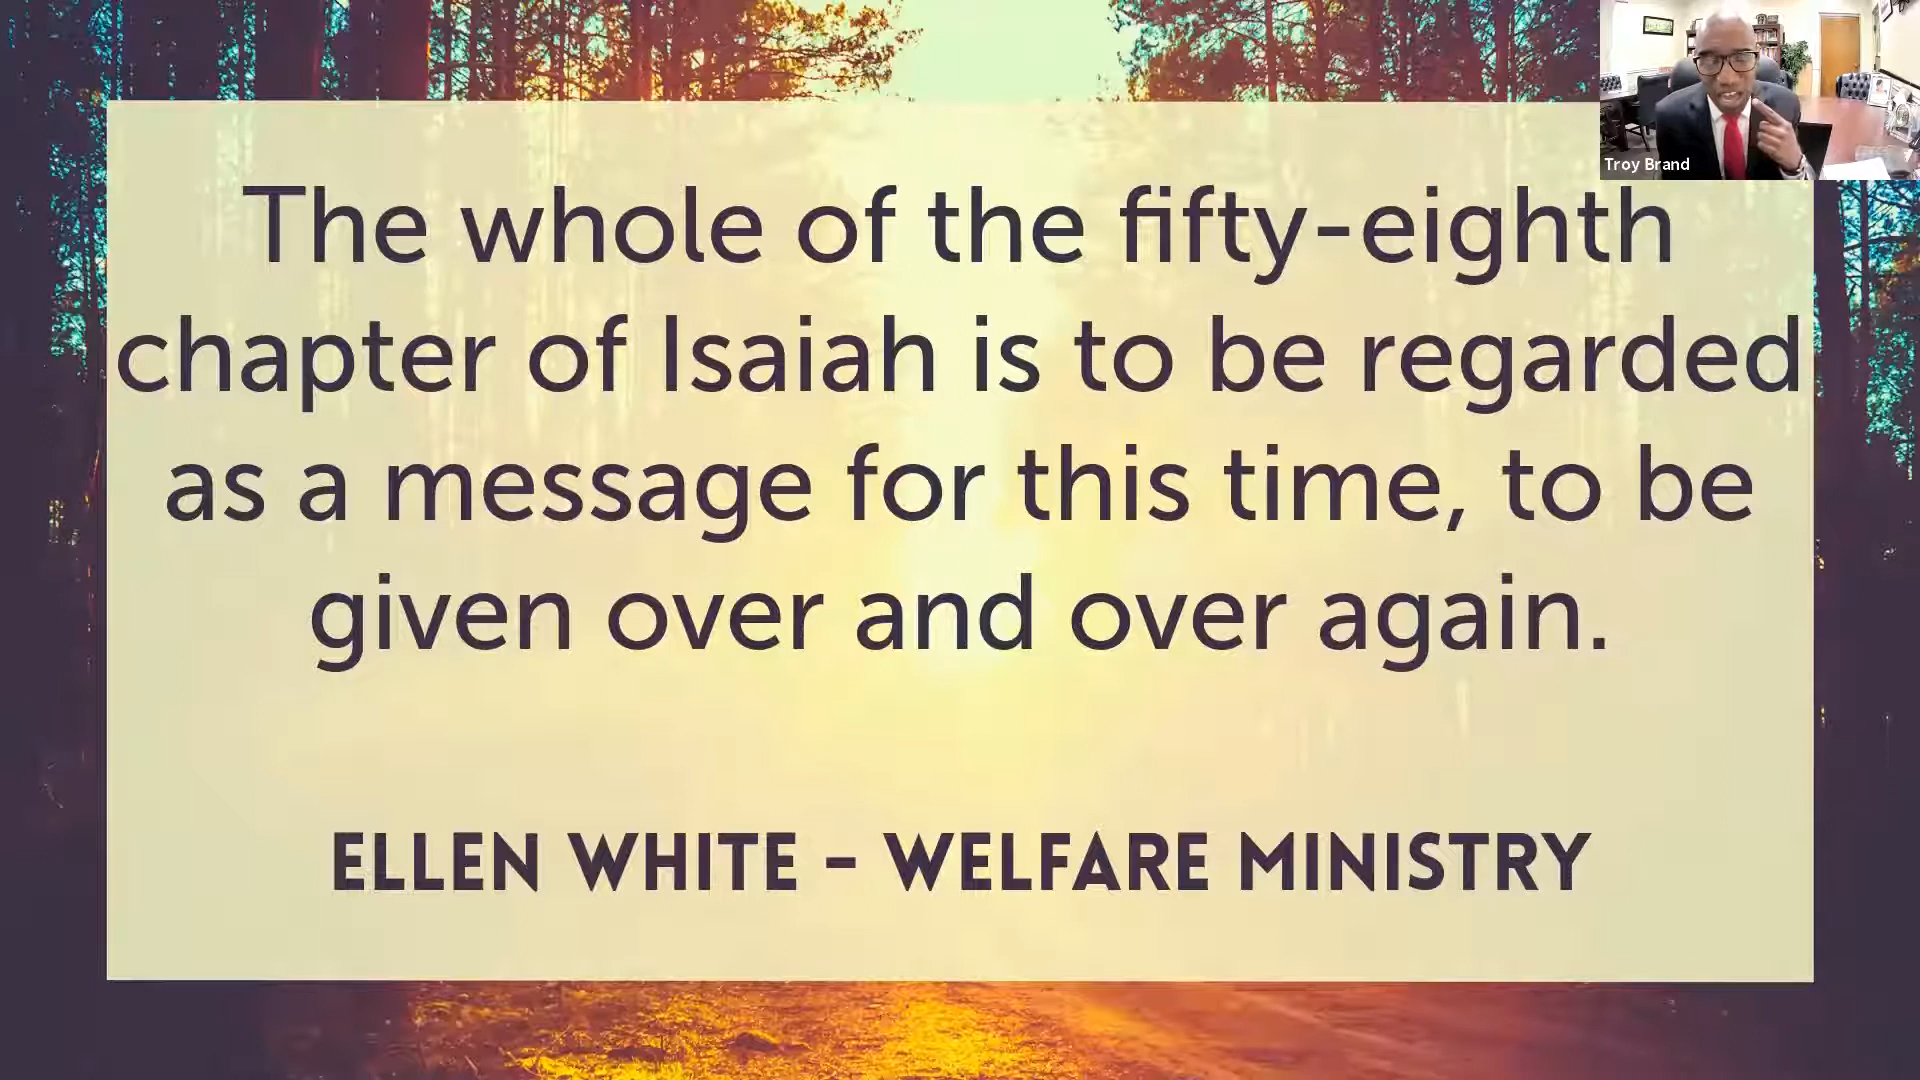 Troy Brand
The whole of the fifty-eighth
chapter of Isaiah is to be regarded
as a message for this time, to be
given over and over again.
ELLEN WHITE - WELFARE MINISTRY